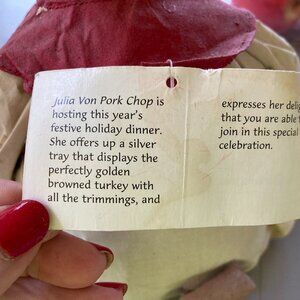 Julia Von Pork Chop is
hosting this year's
festive holiday dinner.
She offers up a silver
tray that displays the
perfectly golden
browned turkey with
all the trimmings, and
expresses her
that you are able
join in this special
celebration.